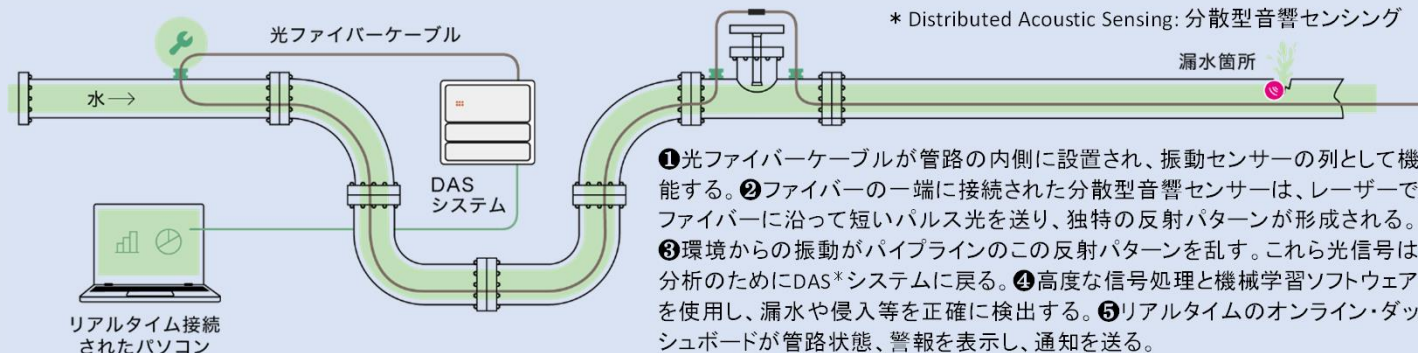 * Distributed Acoustic Sensing: 分散型音響センシング
光ファイバーケーブル
漏水箇所
水→
DAS
システム
リアルタイム接続
されたパソコン
❶光ファイバーケーブルが管路の内側に設置され、振動センサーの列として機
能する。❷ファイバーの一端に接続された分散型音響センサーは、レーザーで
ファイバーに沿って短いパルス光を送り、独特の反射パターンが形成される。
❸環境からの振動がパイプラインのこの反射パターンを乱す。これら光信号は
分析のためにDAS*システムに戻る。❹高度な信号処理と機械学習ソフトウェア
を使用し、漏水や侵入等を正確に検出する。❺リアルタイムのオンライン・ダッ
シュボードが管路状態、警報を表示し、通知を送る。